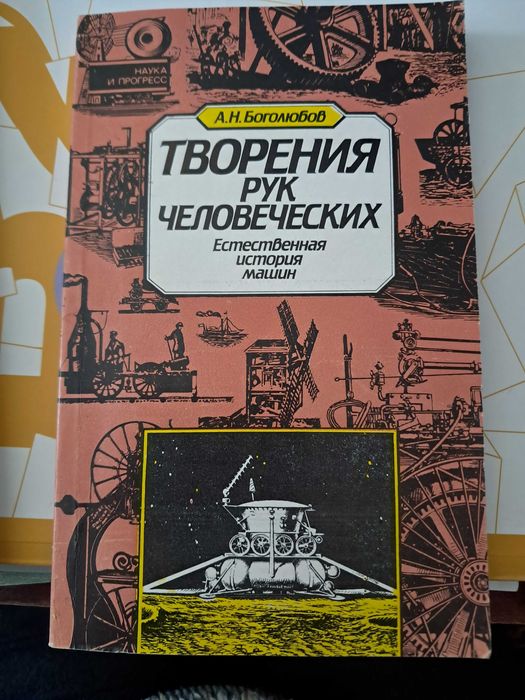 НАУКА
И ПРОГРЕСС
А.Н. Боголюбов
ТВОРЕНИЯ
РУК
ЧЕЛОВЕЧЕСКИХ
Естественная
история
машин